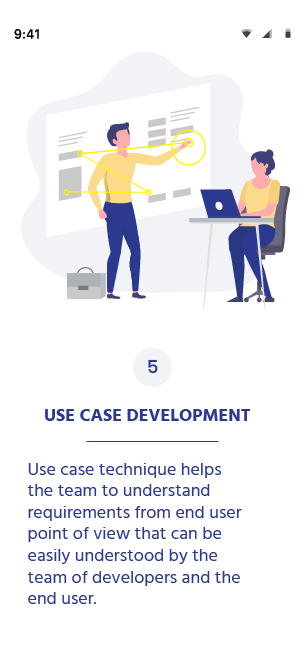 9:41
5
USE CASE DEVELOPMENT
Use case technique helps
the team to understand
requirements from end user
point of view that can be
easily understood by the
team of developers and the
end user.